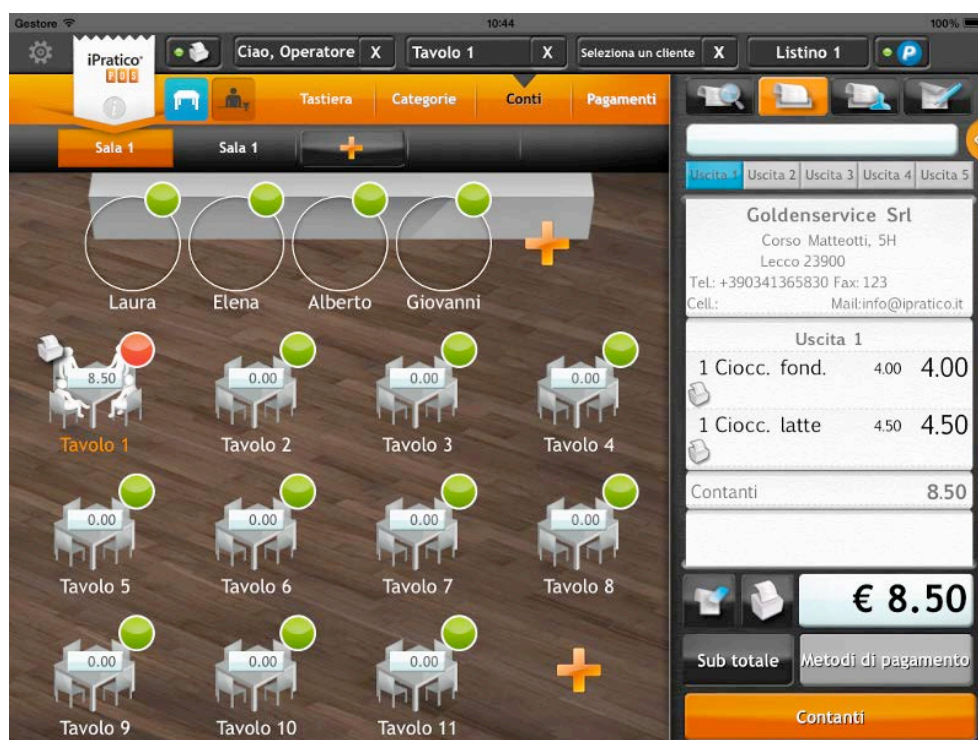 Gestore 10:44 100%
iPratico POS Ciao, Operatore X Tavolo 1 X Seleziona un cliente X Listino 1 P
Tastiera Categorie Conti Pagamenti
Sala 1 Sala 1
Uscita 1 Uscita 2 Uscita 3 Uscita 4 Uscita 5
Goldenservice Srl
Corso Matteotti, 5H
Lecco 23900
Tel.: +390341365830 Fax: 123
Cell.: Mail:info@ipratico.it
Laura Elena Alberto Giovanni
Uscita 1
1 Ciocc. fond. 4.00 4.00
1 Ciocc. latte 4.50 4.50
Contanti 8.50
8.50 0.00 0.00 0.00
Tavolo 1 Tavolo 2 Tavolo 3 Tavolo 4
0.00 0.00 0.00 0.00
Tavolo 5 Tavolo 6 Tavolo 7 Tavolo 8
0.00 0.00 0.00
Tavolo 9 Tavolo 10 Tavolo 11
€ 8.50
Sub totale Metodi di pagamento
Contanti